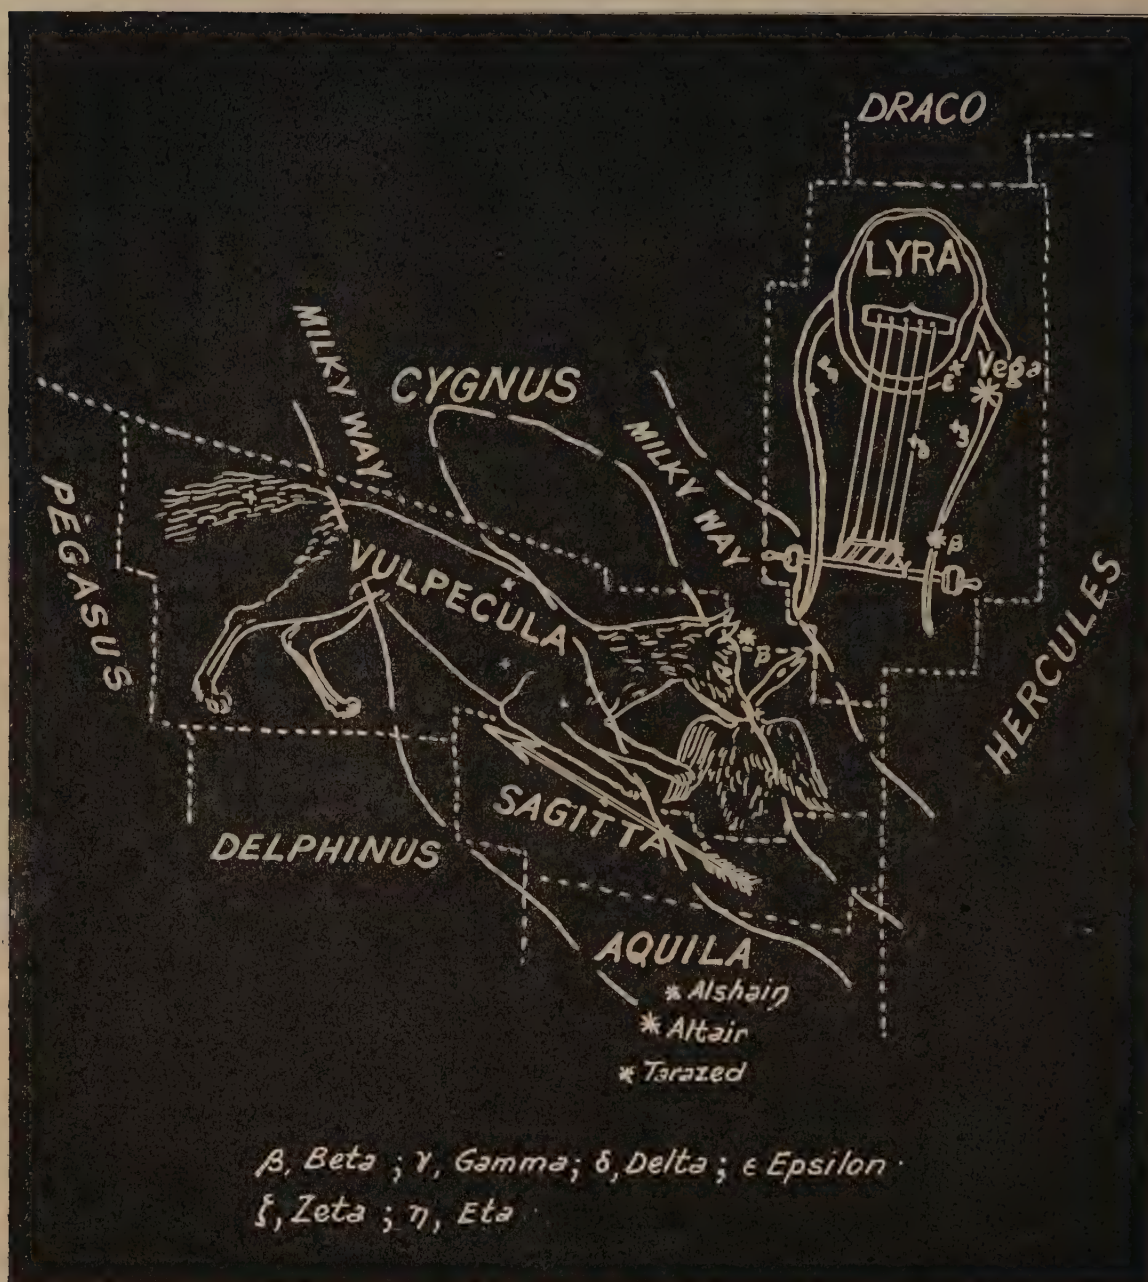 DRACO
LYRA
MILKY WAY
Vega
ε
CYGNUS
MILKY WAY
PEGASUS
VULPECULA
β
β
HERCULES
SAGITTA
DELPHINUS
AQUILA
Alshain
Altair
Tarazed
β, Beta ; γ, Gamma ; δ, Delta ; ε Epsilon
ζ, Zeta ; η, Eta